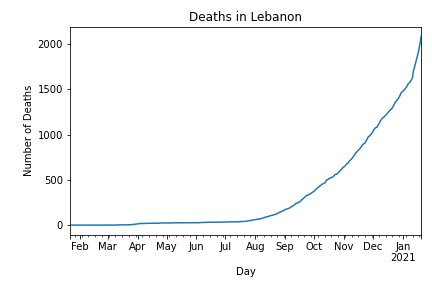 Deaths in Lebanon
Number of Deaths
2000
1500
1000
500
0
Feb Mar Apr May Jun Jul Aug Sep Oct Nov Dec Jan
2021
Day